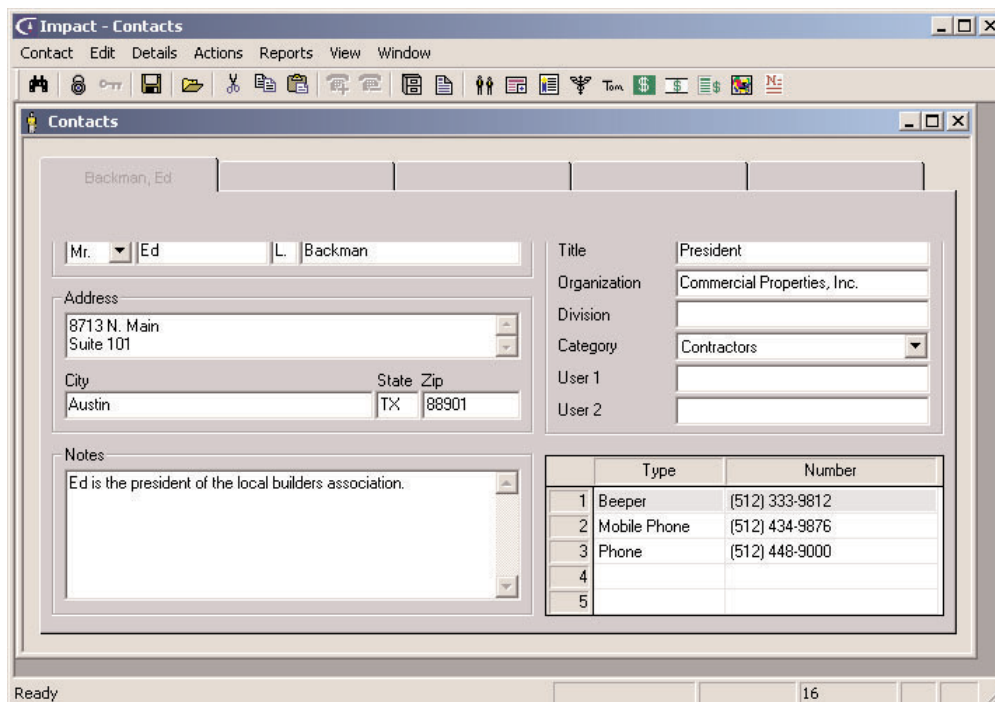 Impact - Contacts
Contact Edit Details Actions Reports View Window
Tom N=
Contacts
Backman, Ed
Mr. Ed L. Backman
Title President
Organization Commercial Properties, Inc.
Address
8713 N. Main
Suite 101
Division
Category Contractors
City State Zip
Austin TX 88901
User 1
User 2
Notes
Ed is the president of the local builders association.
Type Number
1 Beeper (512) 333-9812
2 Mobile Phone (512) 434-9876
3 Phone (512) 448-9000
4
5
Ready 16